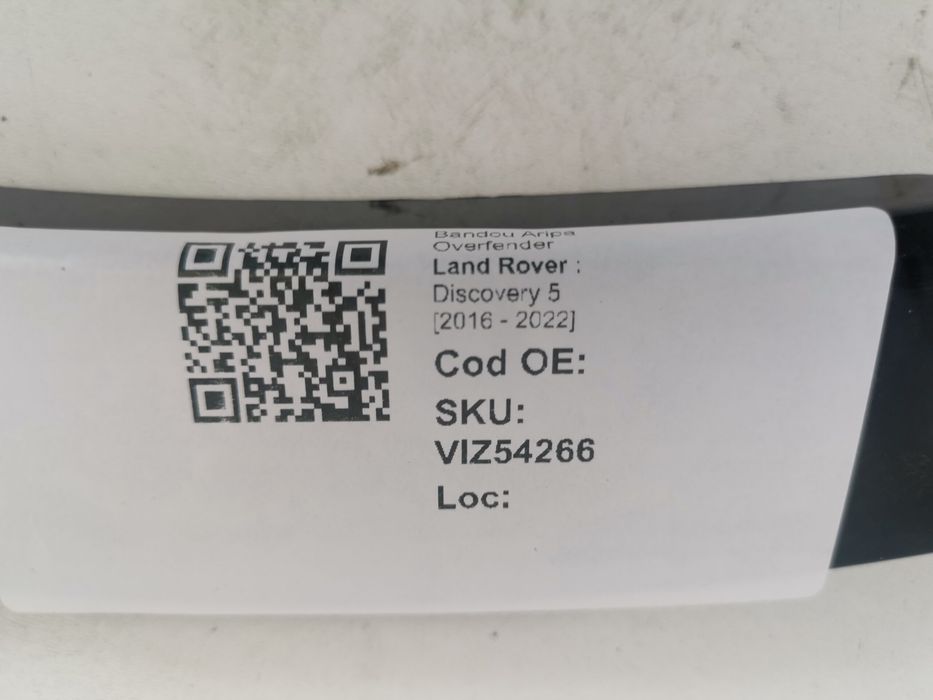 Bandou Aripa
Overfender
Land Rover :
Discovery 5
[2016 - 2022]
Cod OE:
SKU:
VIZ54266
Loc: